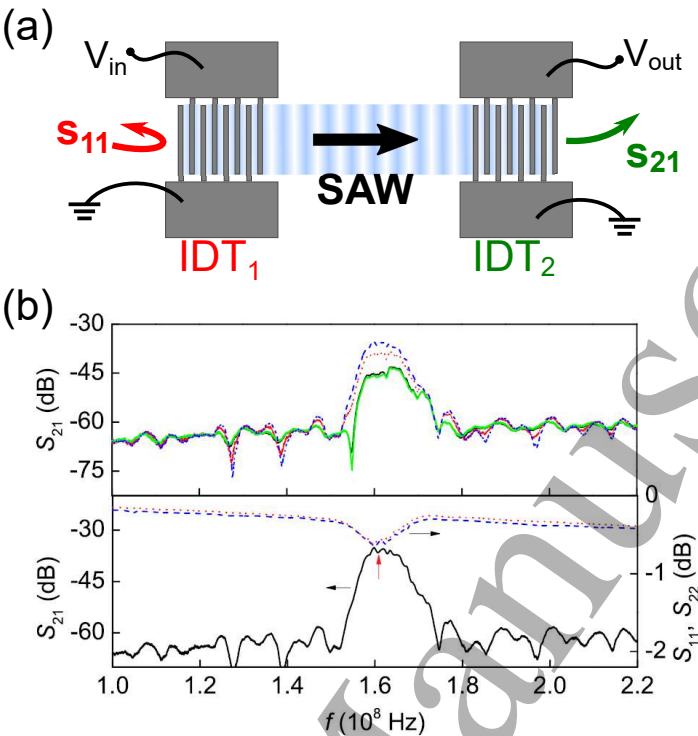 (a)
V_in
V_out
s_11
s_21
SAW
IDT_1
IDT_2
(b)
-30
-45
-60
-75
S_21 (dB)
0
-30
-45
-60
S_21 (dB)
-1
-2
S_11, S_22 (dB)
1.0 1.2 1.4 1.6 1.8 2.0 2.2
f (10^8 Hz)